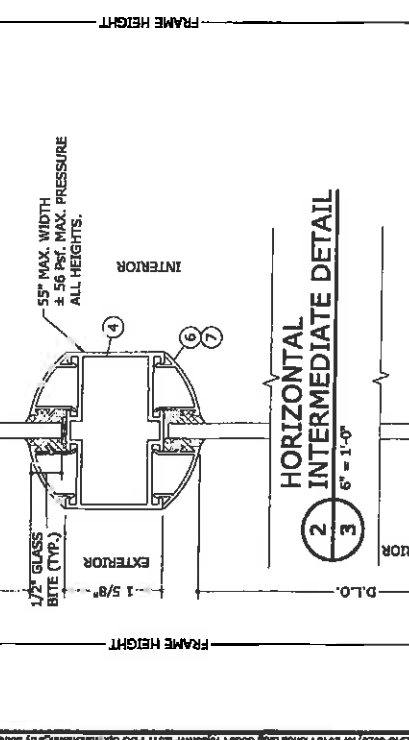 FRAME HEIGHT
55" MAX. WIDTH
± 56 Psf. MAX. PRESSURE
ALL HEIGHTS.
INTERIOR
4
6
7
1/2" GLASS
BITE (TYP.)
EXTERIOR
1 5/8"
D.L.O.
FRAME HEIGHT
HORIZONTAL
INTERMEDIATE DETAIL
2
3
6" = 1'-0"